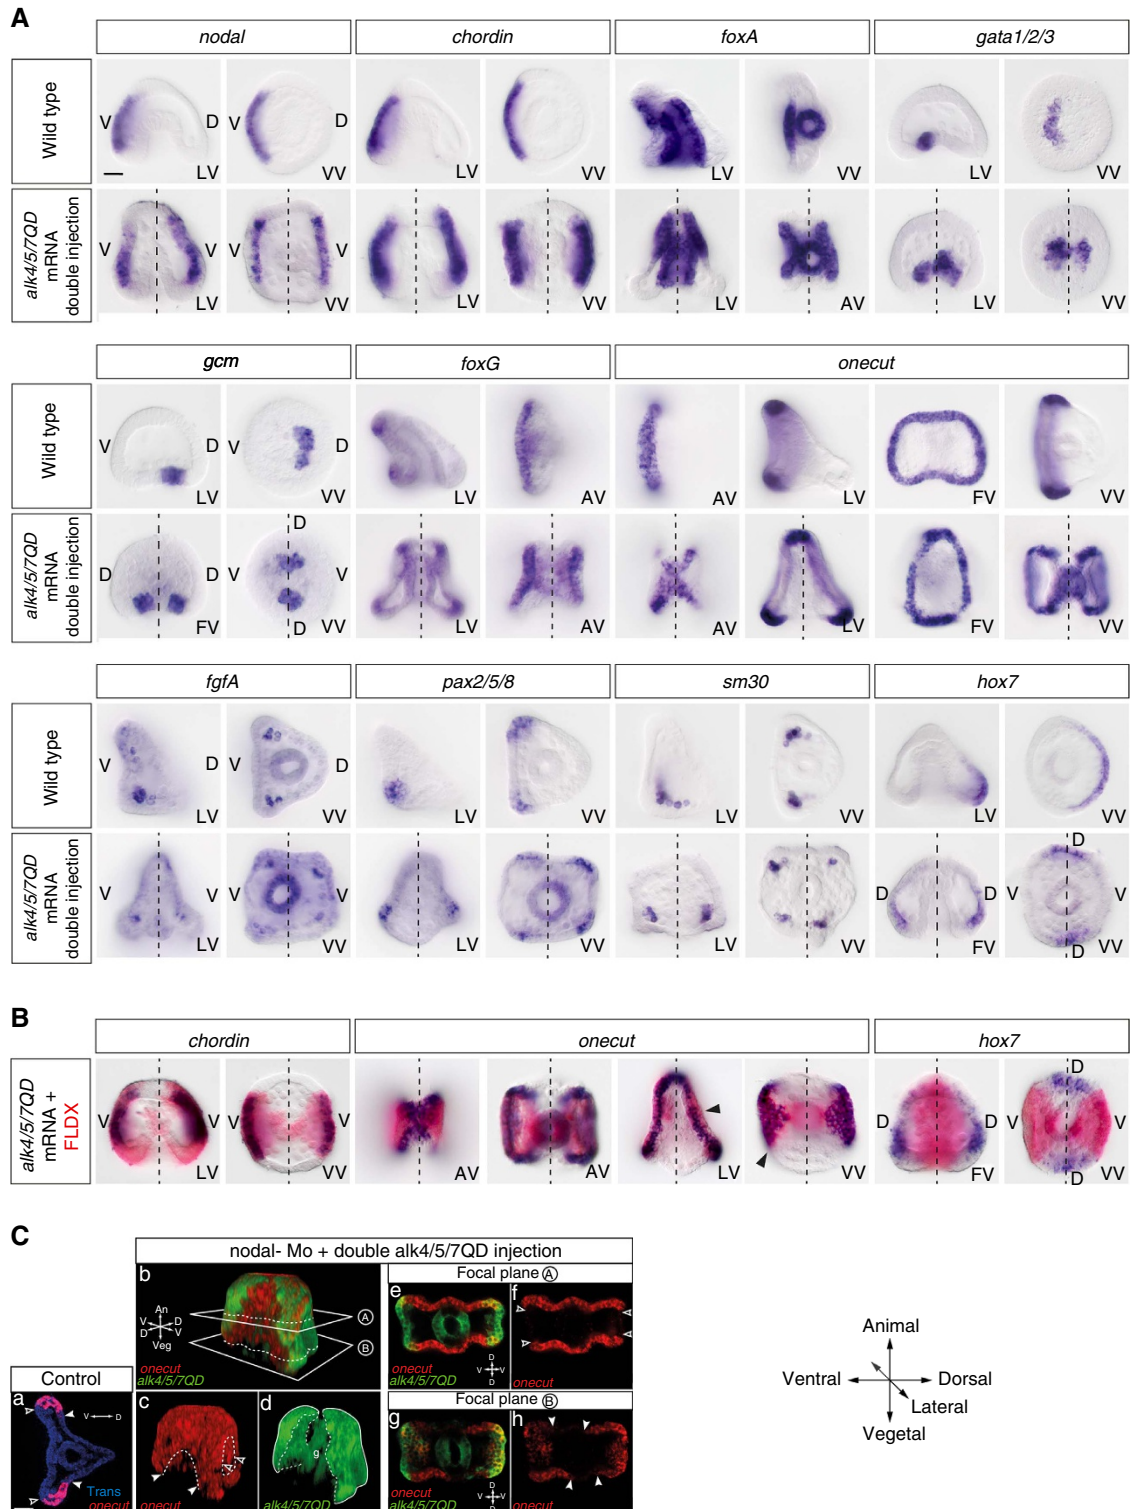 A
nodal
chordin
foxA
gata1/2/3
Wild type
V D LV
V D VV
LV
VV
LV
VV
LV
VV
alk4/5/7QD
mRNA
double injection
V V LV
V V VV
LV
VV
LV
AV
LV
VV
gcm
foxG
onecut
Wild type
V D LV
V D VV
LV
AV
AV
LV
FV
VV
alk4/5/7QD
mRNA
double injection
D D FV
D
V V
D VV
LV
AV
AV
LV
FV
VV
fgfA
pax2/5/8
sm30
hox7
Wild type
V D LV
V D VV
LV
VV
LV
VV
LV
VV
alk4/5/7QD
mRNA
double injection
V V LV
V V VV
LV
VV
LV
VV
D D FV
D
V V
D VV
B
chordin
onecut
hox7
alk4/5/7QD
mRNA +
FLDX
V V LV
V V VV
AV
AV
LV
VV
D D FV
D
V V
D VV
C
nodal- Mo + double alk4/5/7QD injection
b
An
V D
D V
Veg
A
B
onecut
alk4/5/7QD
Focal plane A
e
D
V V
D
onecut
alk4/5/7QD
f
onecut
Control
a
V D
Trans
onecut
c
onecut
d
g
alk4/5/7QD
Focal plane B
g
D
V V
D
onecut
alk4/5/7QD
h
onecut
Animal
Ventral
Dorsal
Lateral
Vegetal